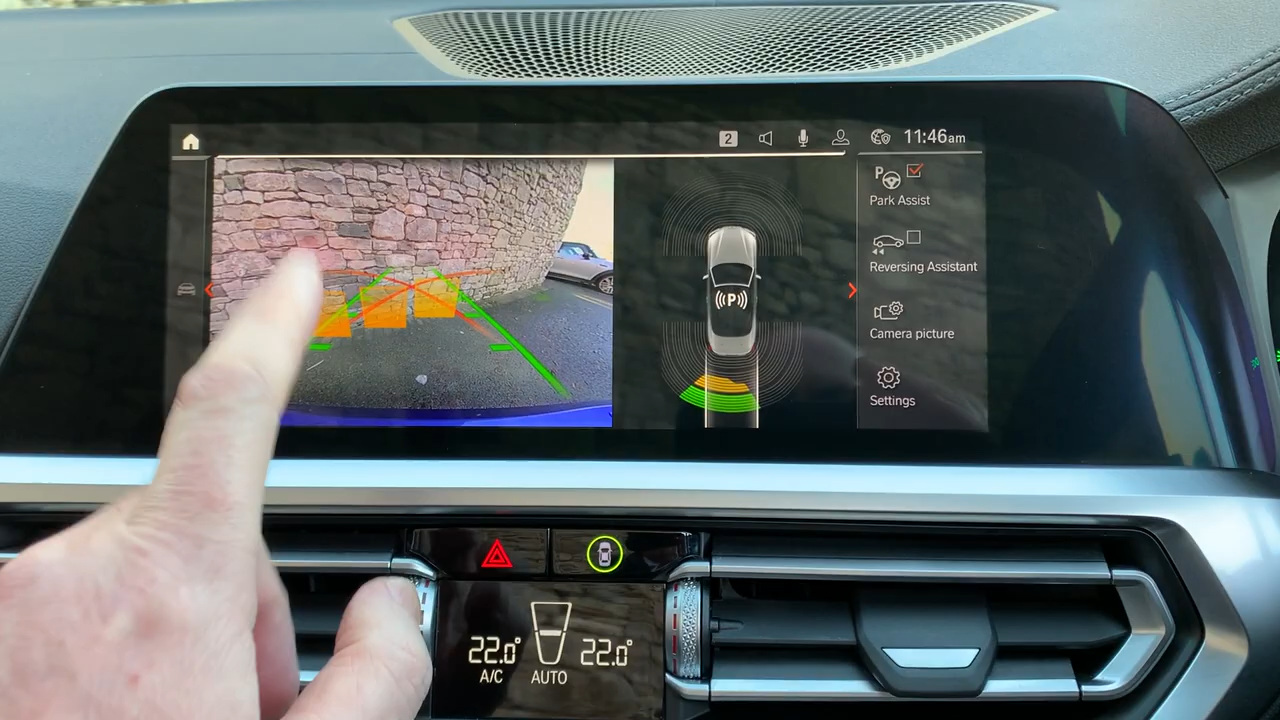 2
11:46am
P
Park Assist
Reversing Assistant
Camera picture
Settings
P
22.0° 22.0°
A/C AUTO